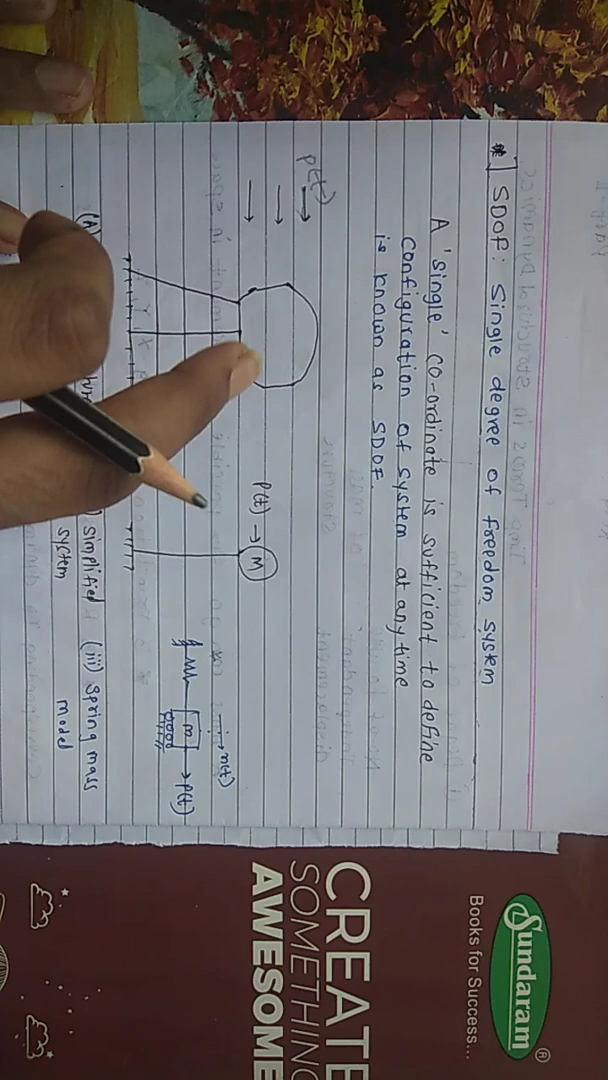 * SDOF: Single degree of freedom system
A 'single' co-ordinate is sufficient to define
configuration of system at any time
is known as SDOF.
P(t)
P(t) → M
x(t)
m → P(t)
simplified
system
(iii) spring mass
model
Sundaram®
Books for Success...
CREATE
SOMETHING
AWESOME